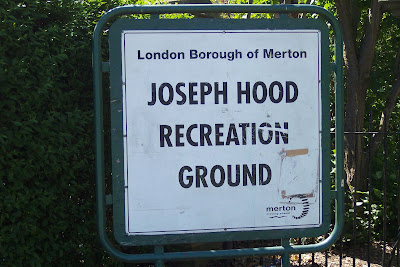 London Borough of Merton
JOSEPH HOOD
RECREATION
GROUND
merton